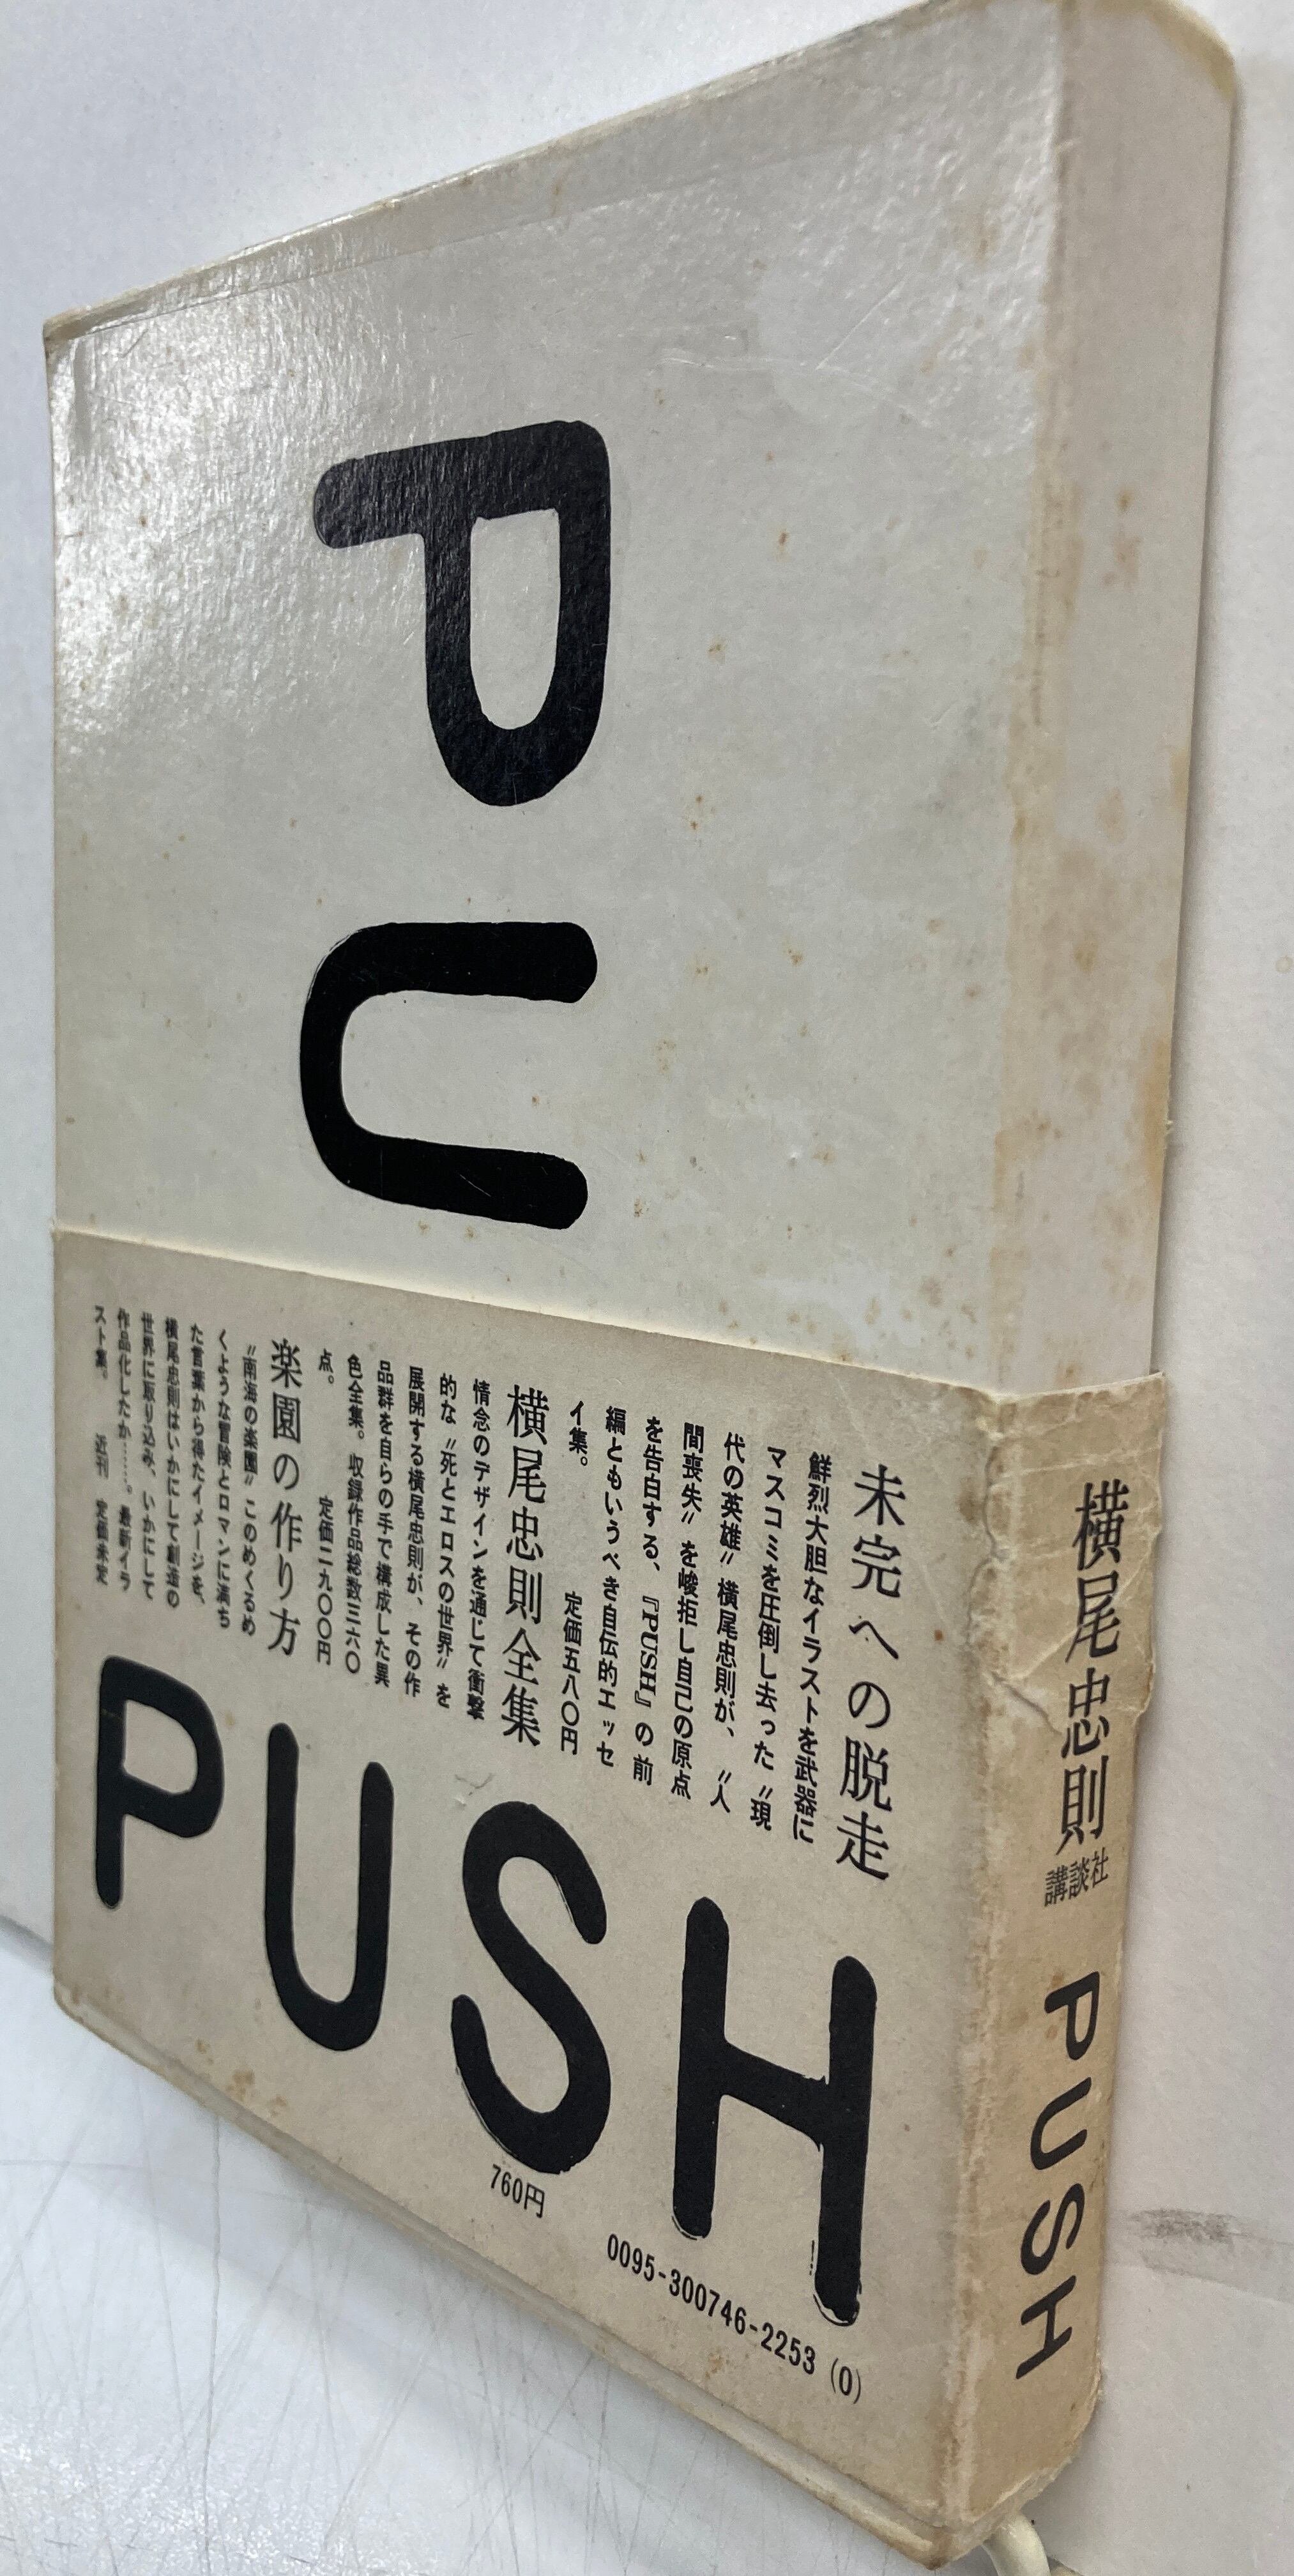 PU
未完への脱走
鮮烈大胆なイラストを武器に
マスコミを圧倒し去った〝現
代の英雄〟横尾忠則が、〝人
間喪失〟を峻拒し自己の原点
を告白する、『PUSH』の前
編ともいうべき自伝的エッセ
イ集。 定価五八〇円
横尾忠則全集
情念のデザインを通じて衝撃
的な〝死とエロスの世界〟を
展開する横尾忠則が、その作
品群を自らの手で構成した異
色全集。収録作品総数三六〇
点。 定価二九〇〇円
楽園の作り方
〝南海の楽園〟このめくるめ
くような冒険とロマンに満ち
た言葉から得たイメージを、
横尾忠則はいかにして創造の
世界に取り込み、いかにして
作品化したか……。最新イラ
スト集。 近刊 定価未定
PUSH
760円
0095-300746-2253 (0)
横尾忠則
講談社
PUSH